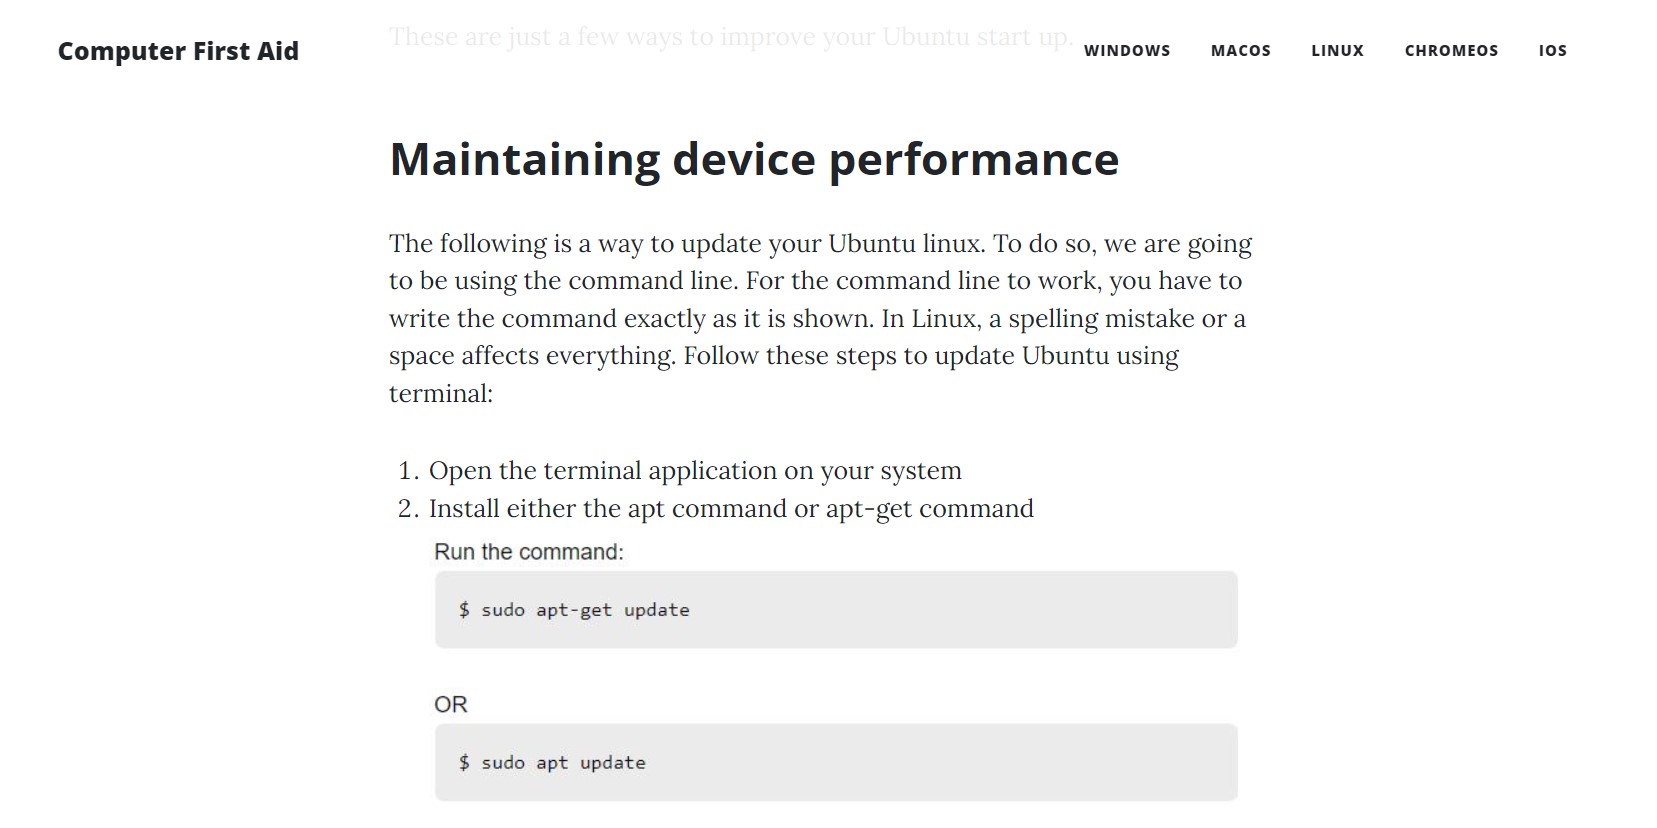 Computer First Aid
These are just a few ways to improve your Ubuntu start up.
WINDOWS MACOS LINUX CHROMEOS IOS
Maintaining device performance
The following is a way to update your Ubuntu linux. To do so, we are going
to be using the command line. For the command line to work, you have to
write the command exactly as it is shown. In Linux, a spelling mistake or a
space affects everything. Follow these steps to update Ubuntu using
terminal:
1. Open the terminal application on your system
2. Install either the apt command or apt-get command
Run the command:
$ sudo apt-get update
OR
$ sudo apt update